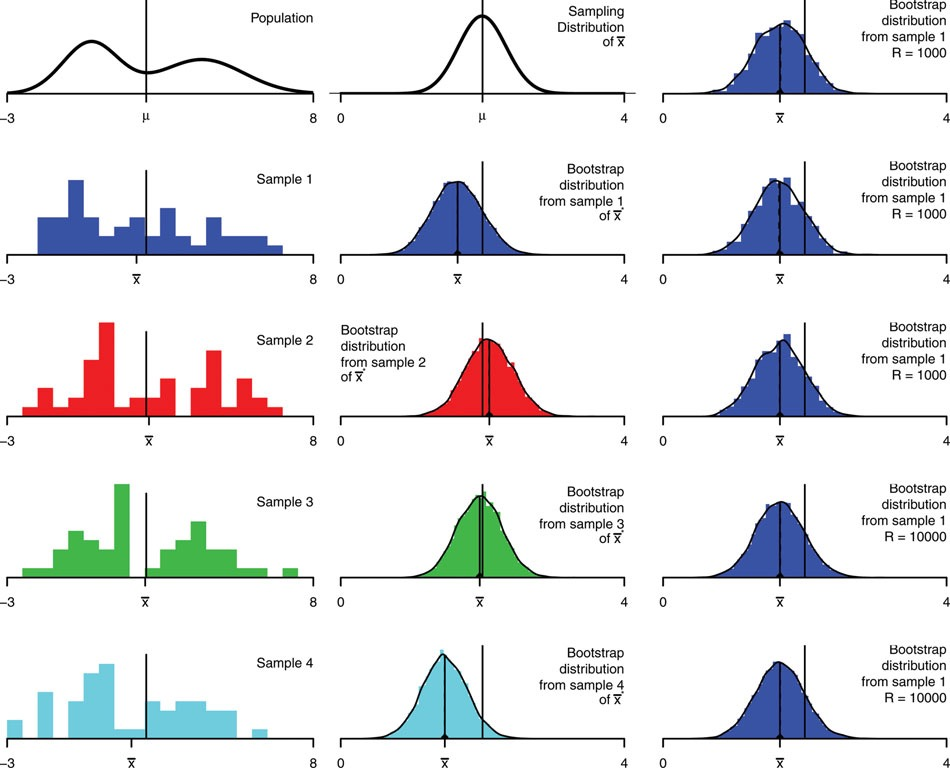 Population
-3 μ 8
Sampling
Distribution
of x̅
0 μ 4
Bootstrap
distribution
from sample 1
R = 1000
0 x̅ 4
Sample 1
-3 x̅ 8
Bootstrap
distribution
from sample 1
of x̅*
0 x̅ 4
Bootstrap
distribution
from sample 1
R = 1000
0 x̅ 4
Sample 2
-3 x̅ 8
Bootstrap
distribution
from sample 2
of x̅*
0 x̅ 4
Bootstrap
distribution
from sample 1
R = 1000
0 x̅ 4
Sample 3
-3 x̅ 8
Bootstrap
distribution
from sample 3
of x̅*
0 x̅ 4
Bootstrap
distribution
from sample 1
R = 10000
0 x̅ 4
Sample 4
-3 x̅ 8
Bootstrap
distribution
from sample 4
of x̅*
0 x̅ 4
Bootstrap
distribution
from sample 1
R = 10000
0 x̅ 4